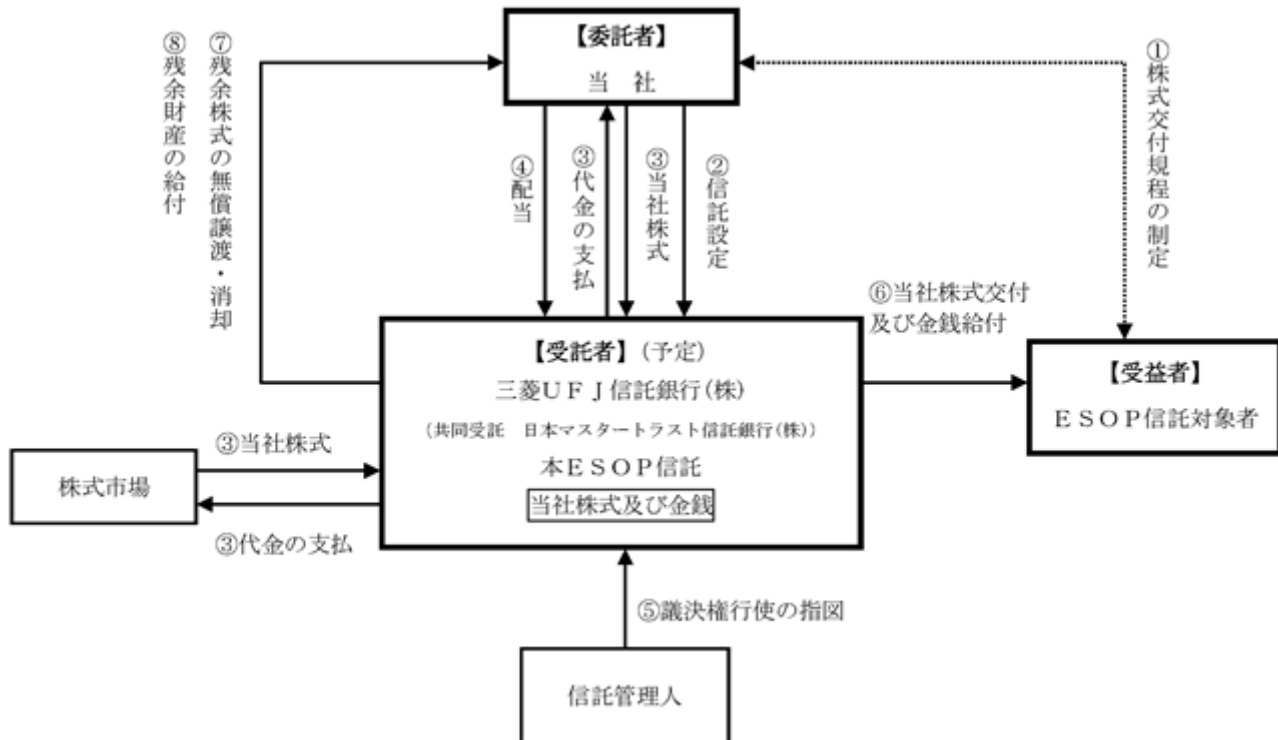 【委託者】
当 社
⑧残余財産の給付
⑦残余株式の無償譲渡・消却
④配当
③代金の支払
③当社株式
②信託設定
①株式交付規程の制定
⑥当社株式交付
及び金銭給付
【受託者】(予定)
三菱UFJ信託銀行(株)
(共同受託 日本マスタートラスト信託銀行(株))
本ESOP信託
当社株式及び金銭
【受益者】
ESOP信託対象者
③当社株式
株式市場
③代金の支払
⑤議決権行使の指図
信託管理人